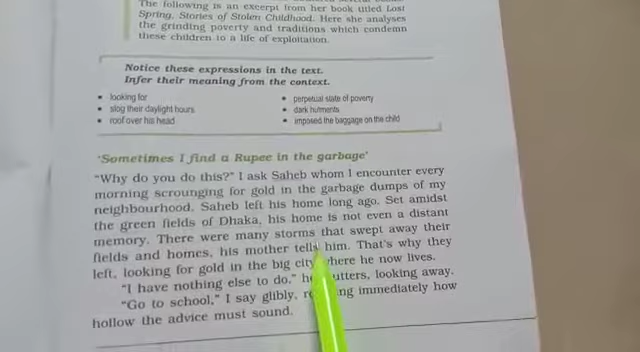 The following is an excerpt from her book titled Lost
Spring, Stories of Stolen Childhood. Here she analyses
the grinding poverty and traditions which condemn
these children to a life of exploitation.
Notice these expressions in the text.
Infer their meaning from the context.
• looking for
• slog their daylight hours
• roof over his head
• perpetual state of poverty
• dark hutments
• imposed the baggage on the child
'Sometimes I find a Rupee in the garbage'
"Why do you do this?" I ask Saheb whom I encounter every
morning scrounging for gold in the garbage dumps of my
neighbourhood. Saheb left his home long ago. Set amidst
the green fields of Dhaka, his home is not even a distant
memory. There were many storms that swept away their
fields and homes, his mother tells him. That's why they
left, looking for gold in the big city where he now lives.
"I have nothing else to do," he utters, looking away.
"Go to school," I say glibly, immediately how
hollow the advice must sound.